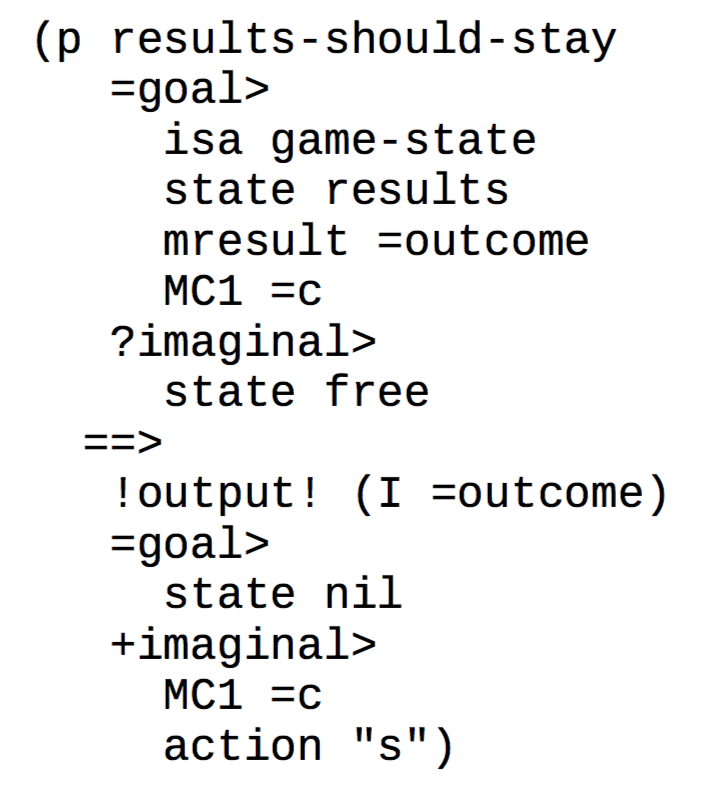 (p results-should-stay
=goal>
isa game-state
state results
mresult =outcome
MC1 =c
?imaginal>
state free
==>
!output! (I =outcome)
=goal>
state nil
+imaginal>
MC1 =c
action "s")